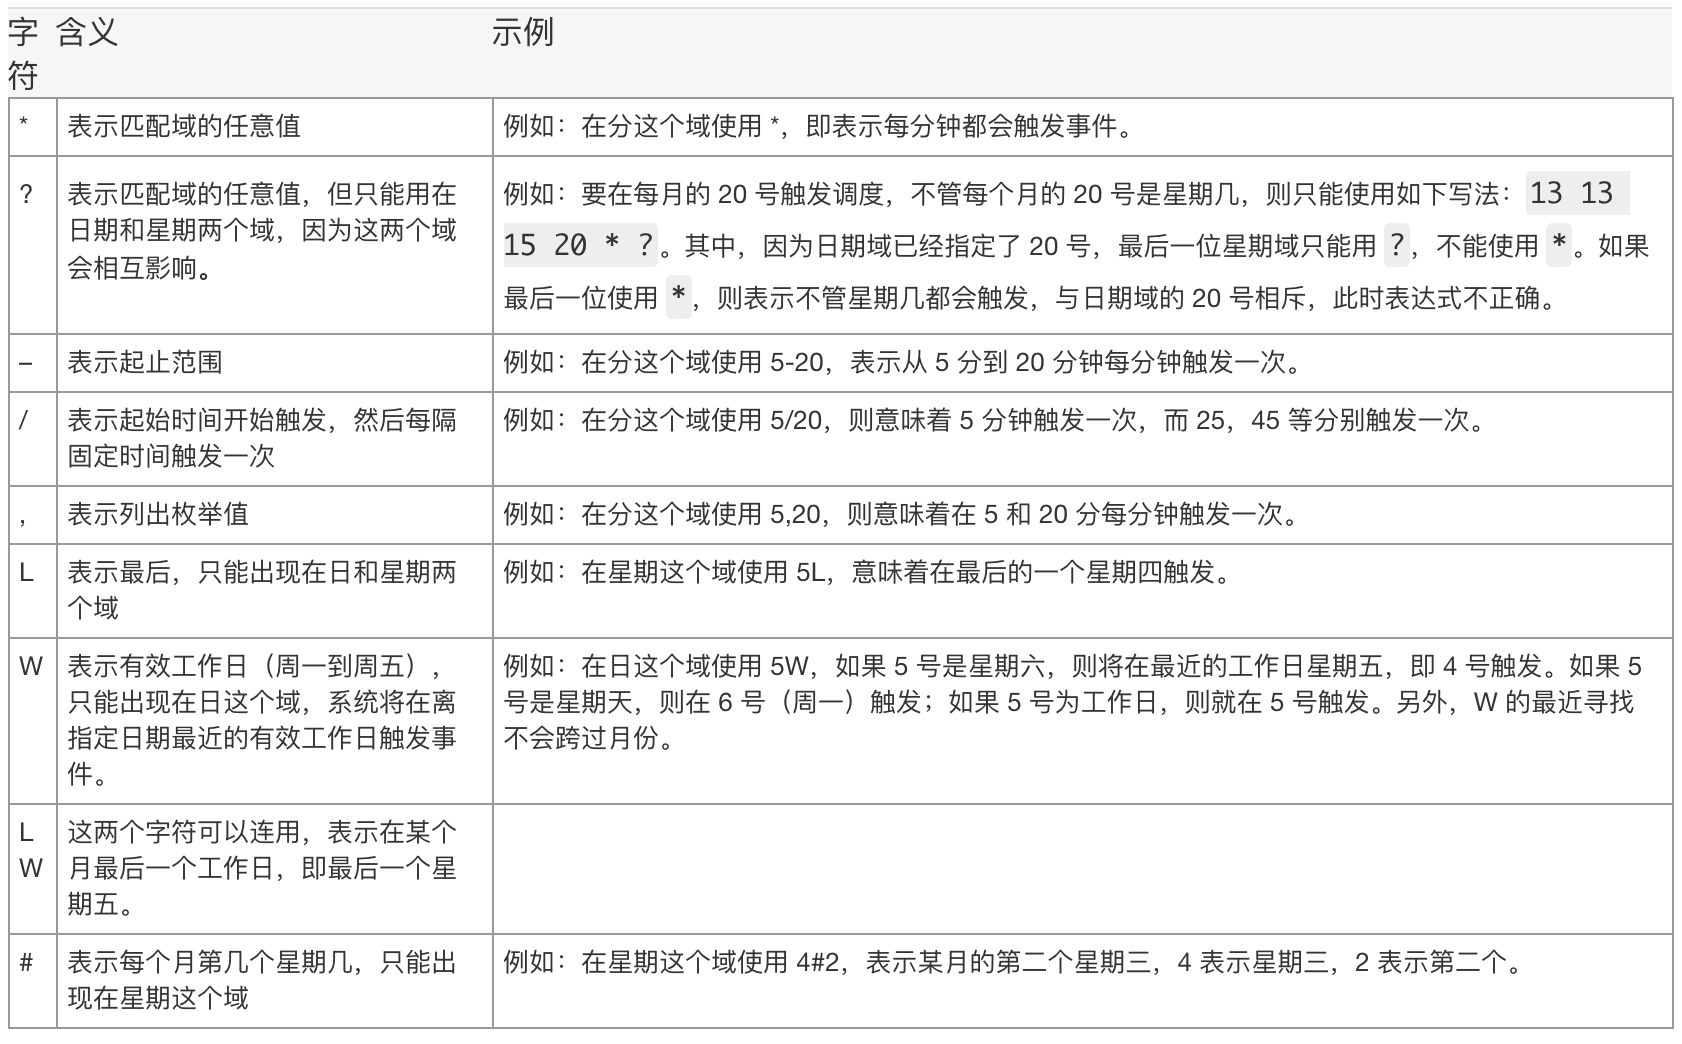 字符 含义 示例
* 表示匹配域的任意值 例如：在分这个域使用 *，即表示每分钟都会触发事件。
? 表示匹配域的任意值，但只能用在
日期和星期两个域，因为这两个域
会相互影响。
例如：要在每月的 20 号触发调度，不管每个月的 20 号是星期几，则只能使用如下写法：13 13
15 20 * ?。其中，因为日期域已经指定了 20 号，最后一位星期域只能用 ?，不能使用 *。如果
最后一位使用 *，则表示不管星期几都会触发，与日期域的 20 号相斥，此时表达式不正确。
– 表示起止范围 例如：在分这个域使用 5-20，表示从 5 分到 20 分钟每分钟触发一次。
/ 表示起始时间开始触发，然后每隔
固定时间触发一次
例如：在分这个域使用 5/20，则意味着 5 分钟触发一次，而 25，45 等分别触发一次。
, 表示列出枚举值 例如：在分这个域使用 5,20，则意味着在 5 和 20 分每分钟触发一次。
L 表示最后，只能出现在日和星期两
个域
例如：在星期这个域使用 5L，意味着在最后的一个星期四触发。
W 表示有效工作日（周一到周五），
只能出现在日这个域，系统将在离
指定日期最近的有效工作日触发事
件。
例如：在日这个域使用 5W，如果 5 号是星期六，则将在最近的工作日星期五，即 4 号触发。如果 5
号是星期天，则在 6 号（周一）触发；如果 5 号为工作日，则就在 5 号触发。另外，W 的最近寻找
不会跨过月份。
LW 这两个字符可以连用，表示在某个
月最后一个工作日，即最后一个星
期五。
# 表示每个月第几个星期几，只能出
现在星期这个域
例如：在星期这个域使用 4#2，表示某月的第二个星期三，4 表示星期三，2 表示第二个。